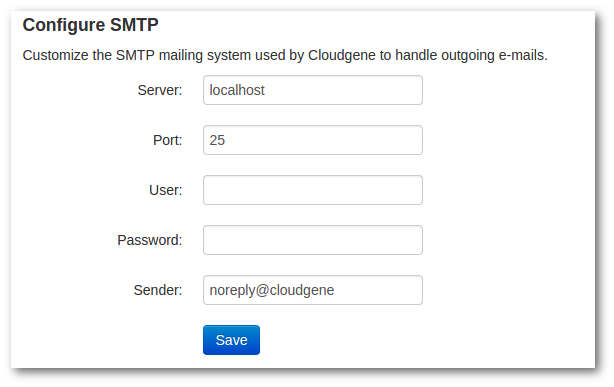 Configure SMTP
Customize the SMTP mailing system used by Cloudgene to handle outgoing e-mails.
Server: localhost
Port: 25
User:
Password:
Sender: noreply@cloudgene
Save